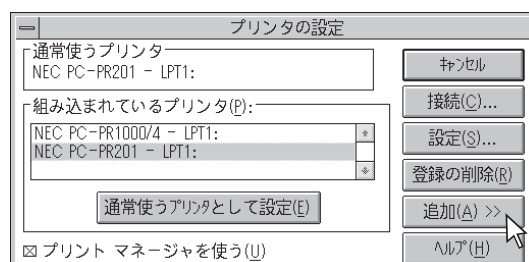 プリンタの設定
通常使うプリンタ
NEC PC-PR201 - LPT1:
組み込まれているプリンタ(P):
NEC PC-PR1000/4 - LPT1:
NEC PC-PR201 - LPT1:
通常使うプリンタとして設定(E)
プリント マネージャを使う(U)
キャンセル
接続(C)...
設定(S)...
登録の削除(R)
追加(A) >>
ヘルプ(H)